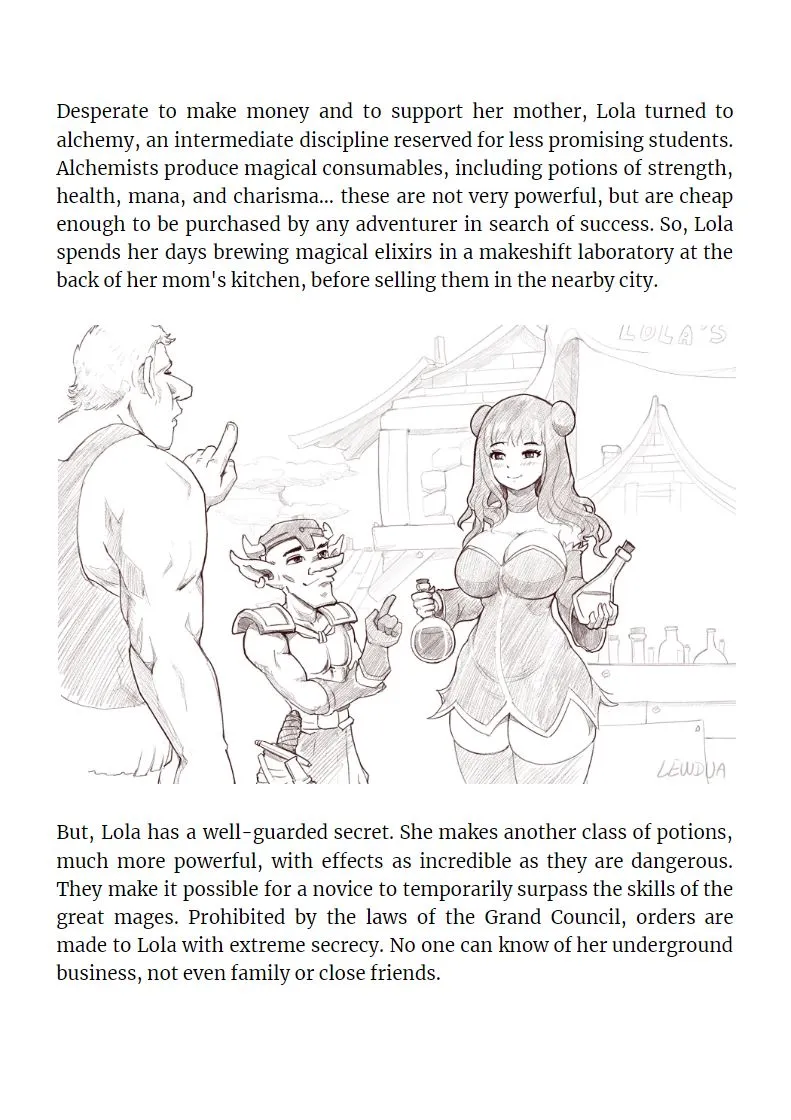 Desperate to make money and to support her mother, Lola turned to
alchemy, an intermediate discipline reserved for less promising students.
Alchemists produce magical consumables, including potions of strength,
health, mana, and charisma... these are not very powerful, but are cheap
enough to be purchased by any adventurer in search of success. So, Lola
spends her days brewing magical elixirs in a makeshift laboratory at the
back of her mom's kitchen, before selling them in the nearby city.
LOLA'S
LEWDUA
But, Lola has a well-guarded secret. She makes another class of potions,
much more powerful, with effects as incredible as they are dangerous.
They make it possible for a novice to temporarily surpass the skills of the
great mages. Prohibited by the laws of the Grand Council, orders are
made to Lola with extreme secrecy. No one can know of her underground
business, not even family or close friends.